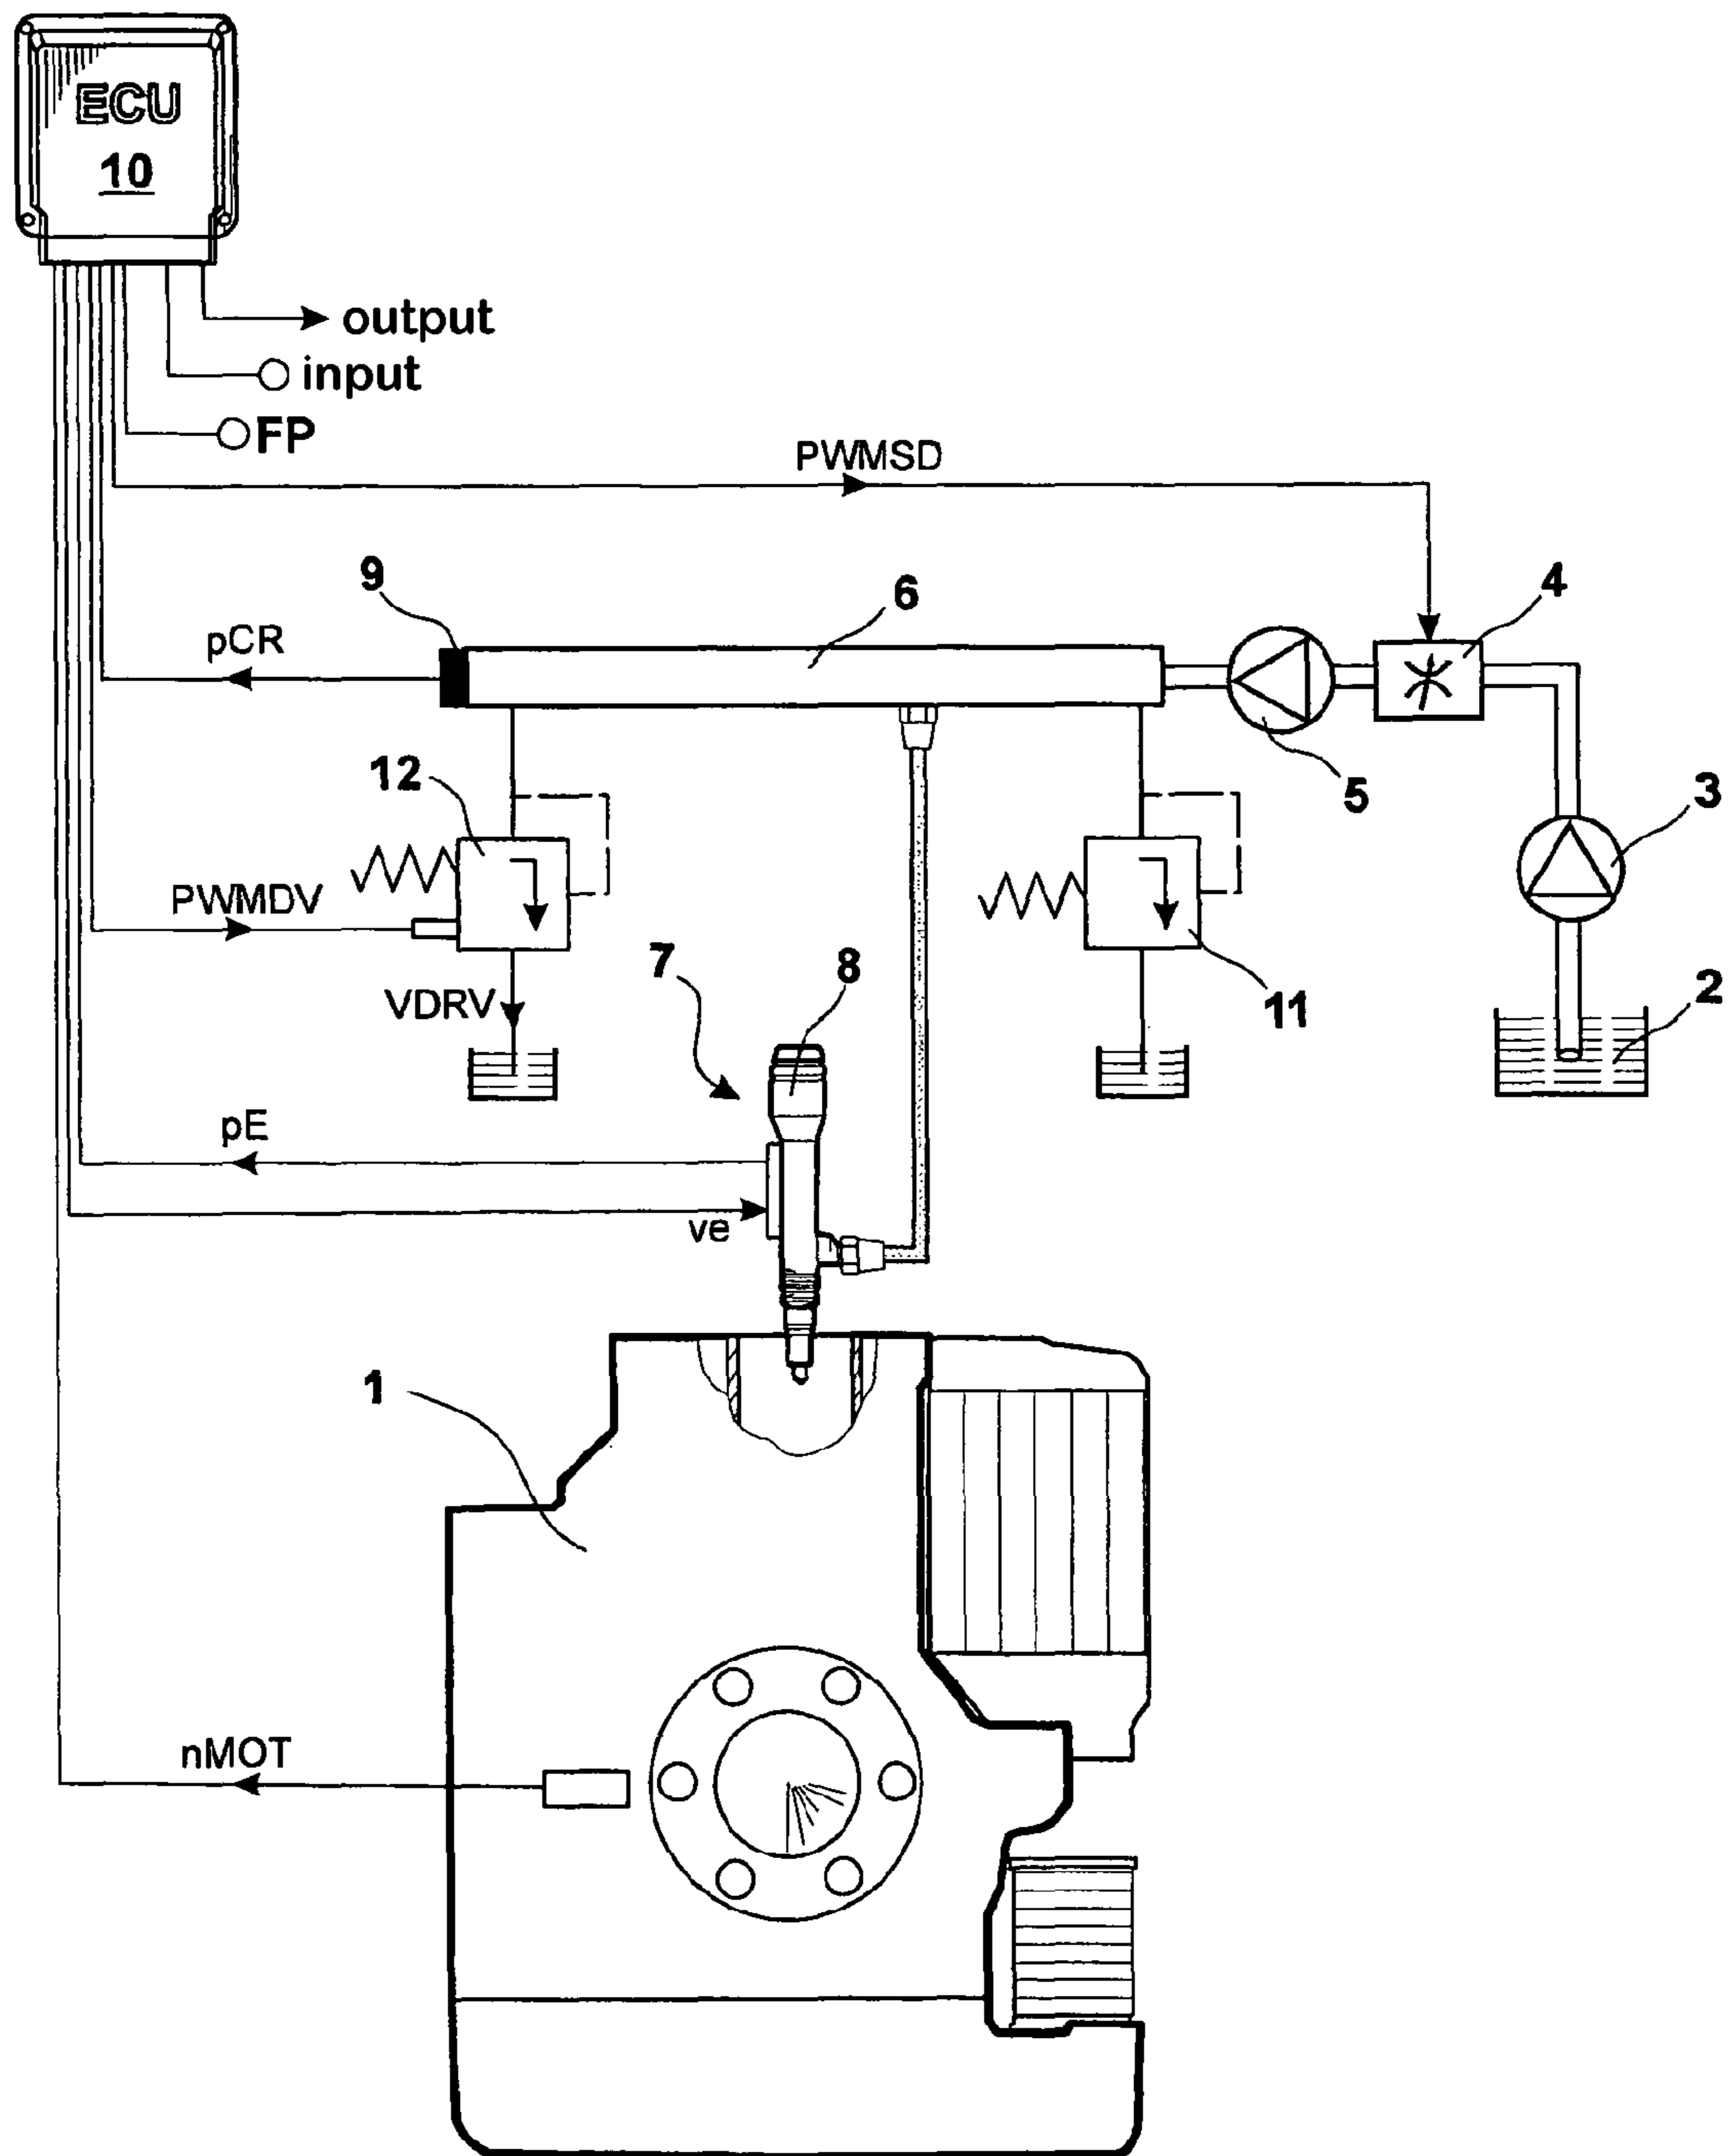 ECU
10
output
input
FP
PWMSD
9
6
4
pCR
12
5
3
PWMDV
7
8
11
2
VDRV
pE
ve
1
nMOT